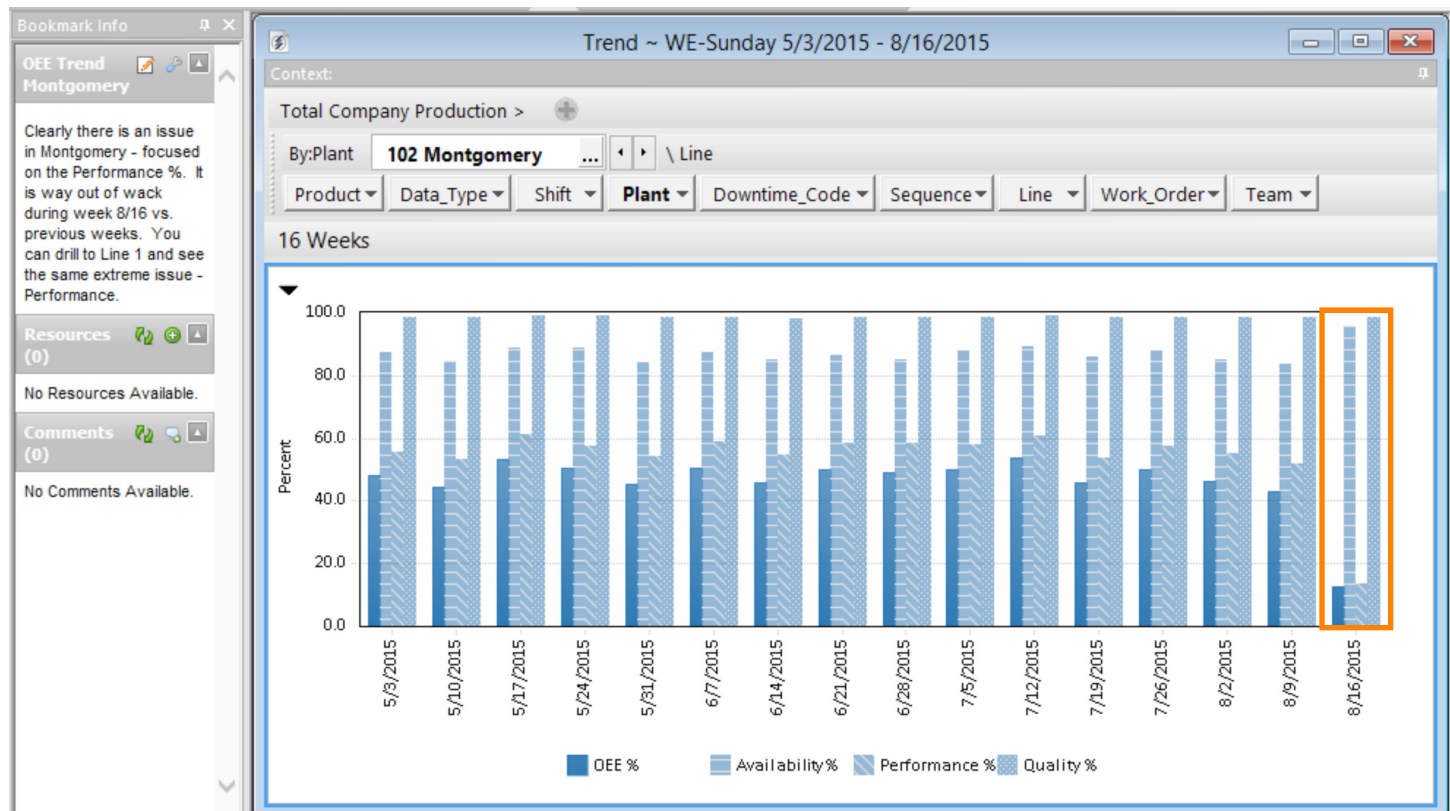 Bookmark Info
OEE Trend
Montgomery
Clearly there is an issue
in Montgomery - focused
on the Performance %. It
is way out of wack
during week 8/16 vs.
previous weeks. You
can drill to Line 1 and see
the same extreme issue -
Performance.
Resources
(0)
No Resources Available.
Comments
(0)
No Comments Available.
Trend ~ WE-Sunday 5/3/2015 - 8/16/2015
Context:
Total Company Production >
By:Plant 102 Montgomery ... \ Line
Product Data_Type Shift Plant Downtime_Code Sequence Line Work_Order Team
16 Weeks
100.0
80.0
60.0
40.0
20.0
0.0
Percent
5/3/2015 5/10/2015 5/17/2015 5/24/2015 5/31/2015 6/7/2015 6/14/2015 6/21/2015 6/28/2015 7/5/2015 7/12/2015 7/19/2015 7/26/2015 8/2/2015 8/9/2015 8/16/2015
OEE % Availability% Performance % Quality %